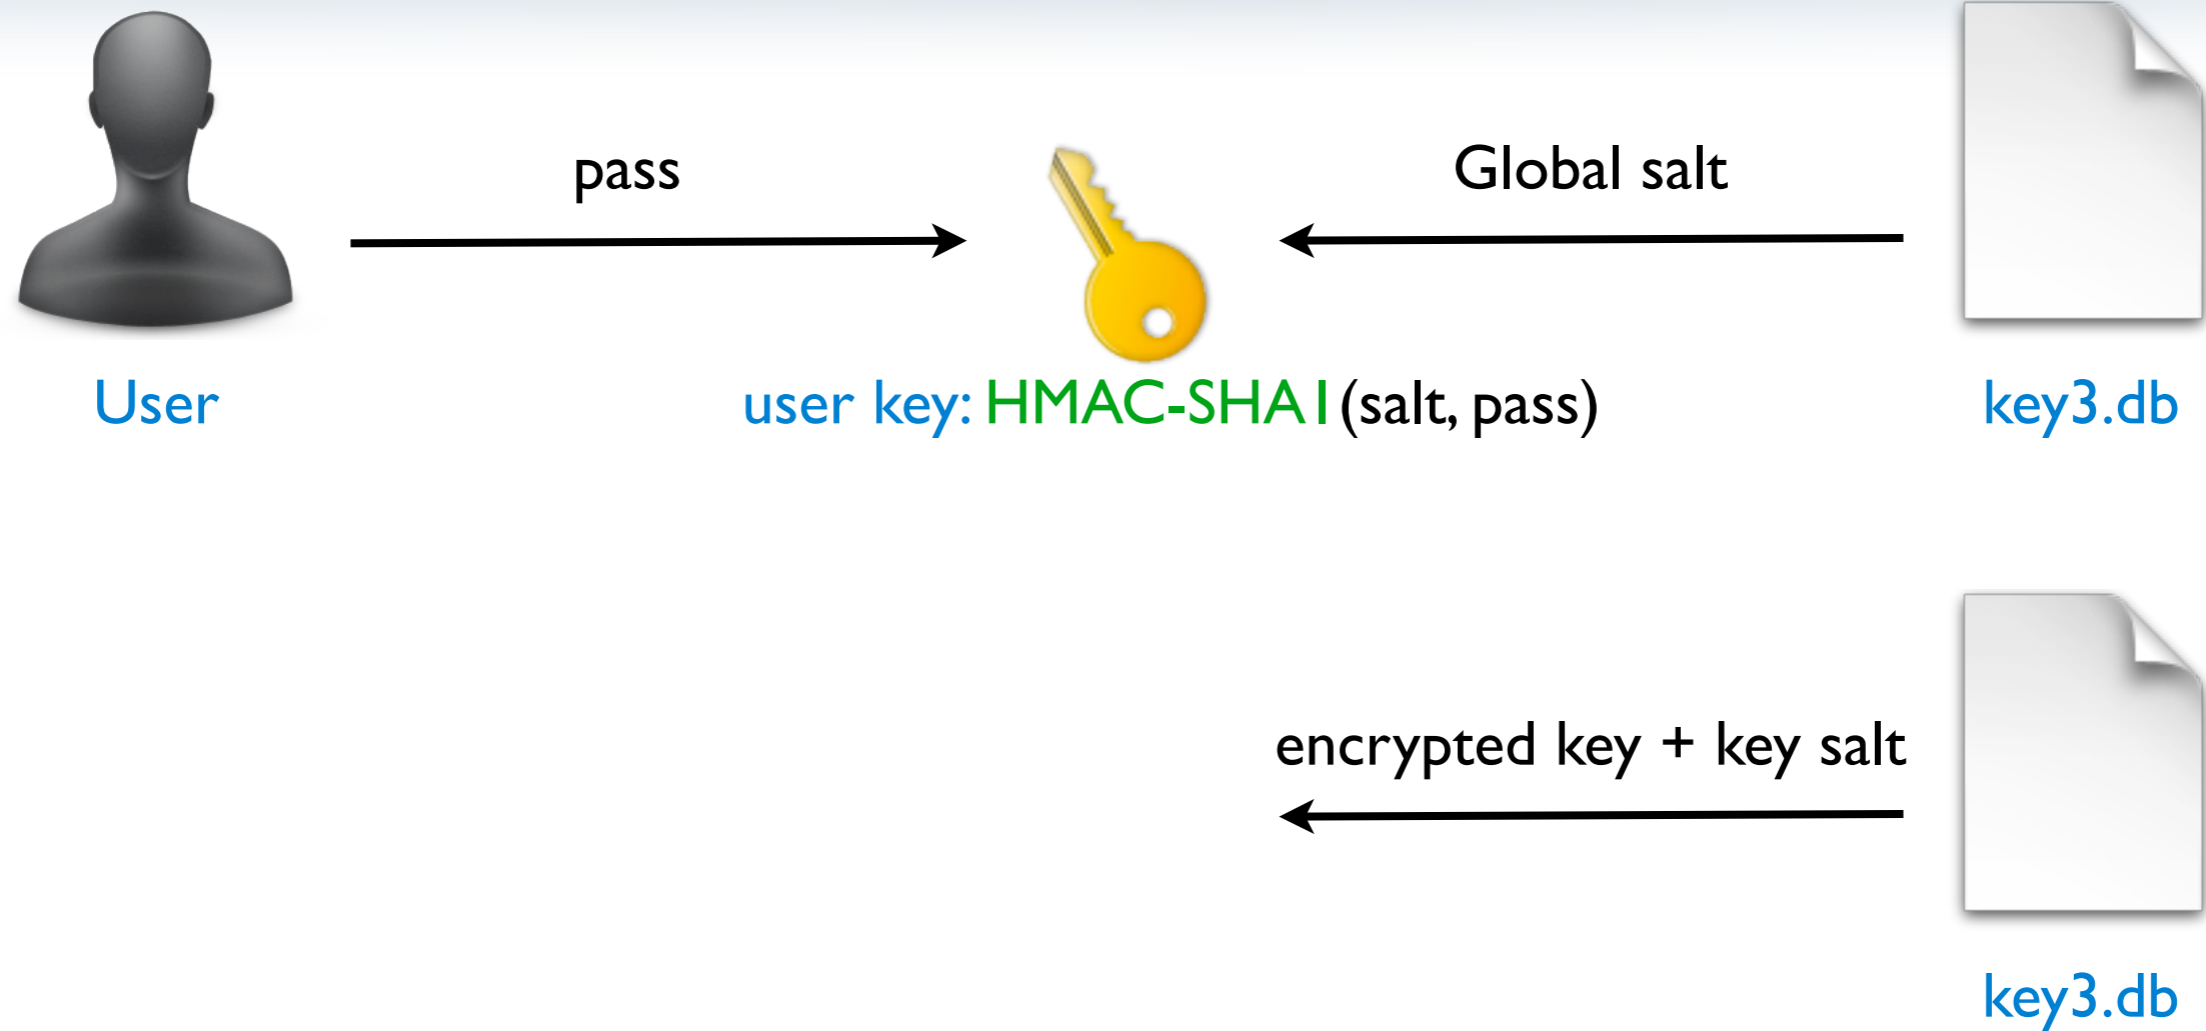 pass
Global salt
User
user key: HMAC-SHA1(salt, pass)
key3.db
encrypted key + key salt
key3.db